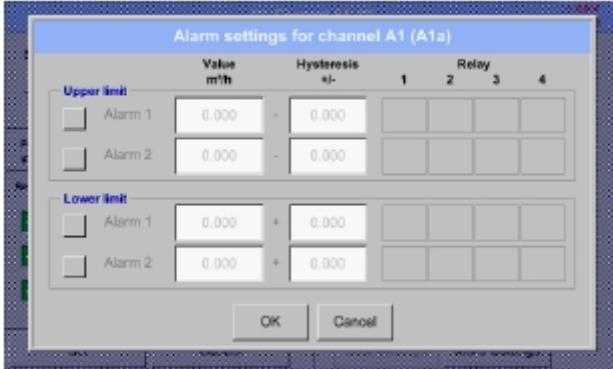 Alarm settings for channel A1 (A1a)
Value Hysteresis Relay
m³/h +/- 1 2 3 4
Upper limit
Alarm 1 0.000 - 0.000
Alarm 2 0.000 - 0.000
Lower limit
Alarm 1 0.000 + 0.000
Alarm 2 0.000 + 0.000
OK Cancel